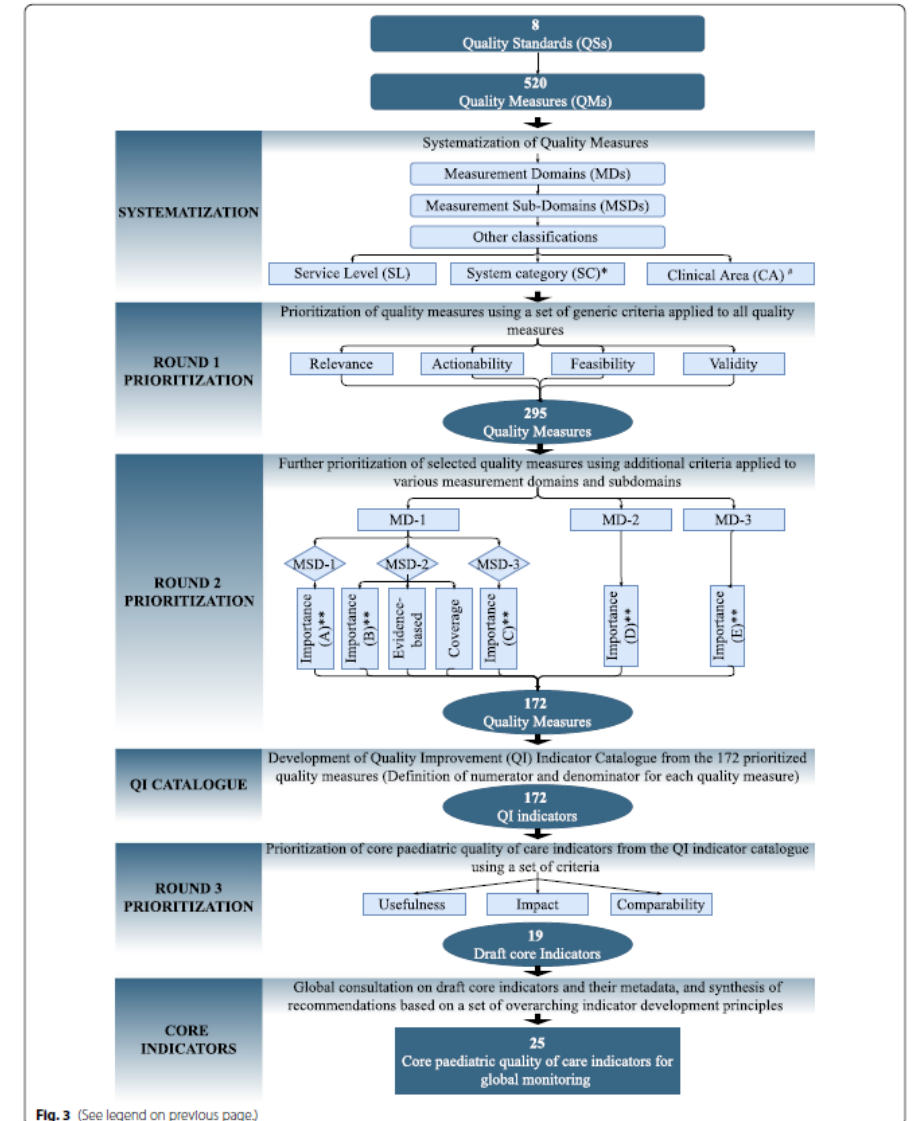 8
Quality Standards (QSs)
520
Quality Measures (QMs)
SYSTEMATIZATION
Systematization of Quality Measures
Measurement Domains (MDs)
Measurement Sub-Domains (MSDs)
Other classifications
Service Level (SL)
System category (SC)*
Clinical Area (CA) #
ROUND 1
PRIORITIZATION
Prioritization of quality measures using a set of generic criteria applied to all quality
measures
Relevance
Actionability
Feasibility
Validity
295
Quality Measures
ROUND 2
PRIORITIZATION
Further prioritization of selected quality measures using additional criteria applied to
various measurement domains and subdomains
MD-1
MD-2
MD-3
MSD-1
MSD-2
MSD-3
Importance
(A)**
Importance
(B)**
Evidence-
based
Coverage
Importance
(C)**
Importance
(D)**
Importance
(E)**
172
Quality Measures
QI CATALOGUE
Development of Quality Improvement (QI) Indicator Catalogue from the 172 prioritized
quality measures (Definition of numerator and denominator for each quality measure)
172
QI indicators
ROUND 3
PRIORITIZATION
Prioritization of core paediatric quality of care indicators from the QI indicator catalogue
using a set of criteria
Usefulness
Impact
Comparability
19
Draft core Indicators
CORE
INDICATORS
Global consultation on draft core indicators and their metadata, and synthesis of
recommendations based on a set of overarching indicator development principles
25
Core paediatric quality of care indicators for
global monitoring
Fig. 3 (See legend on previous page.)